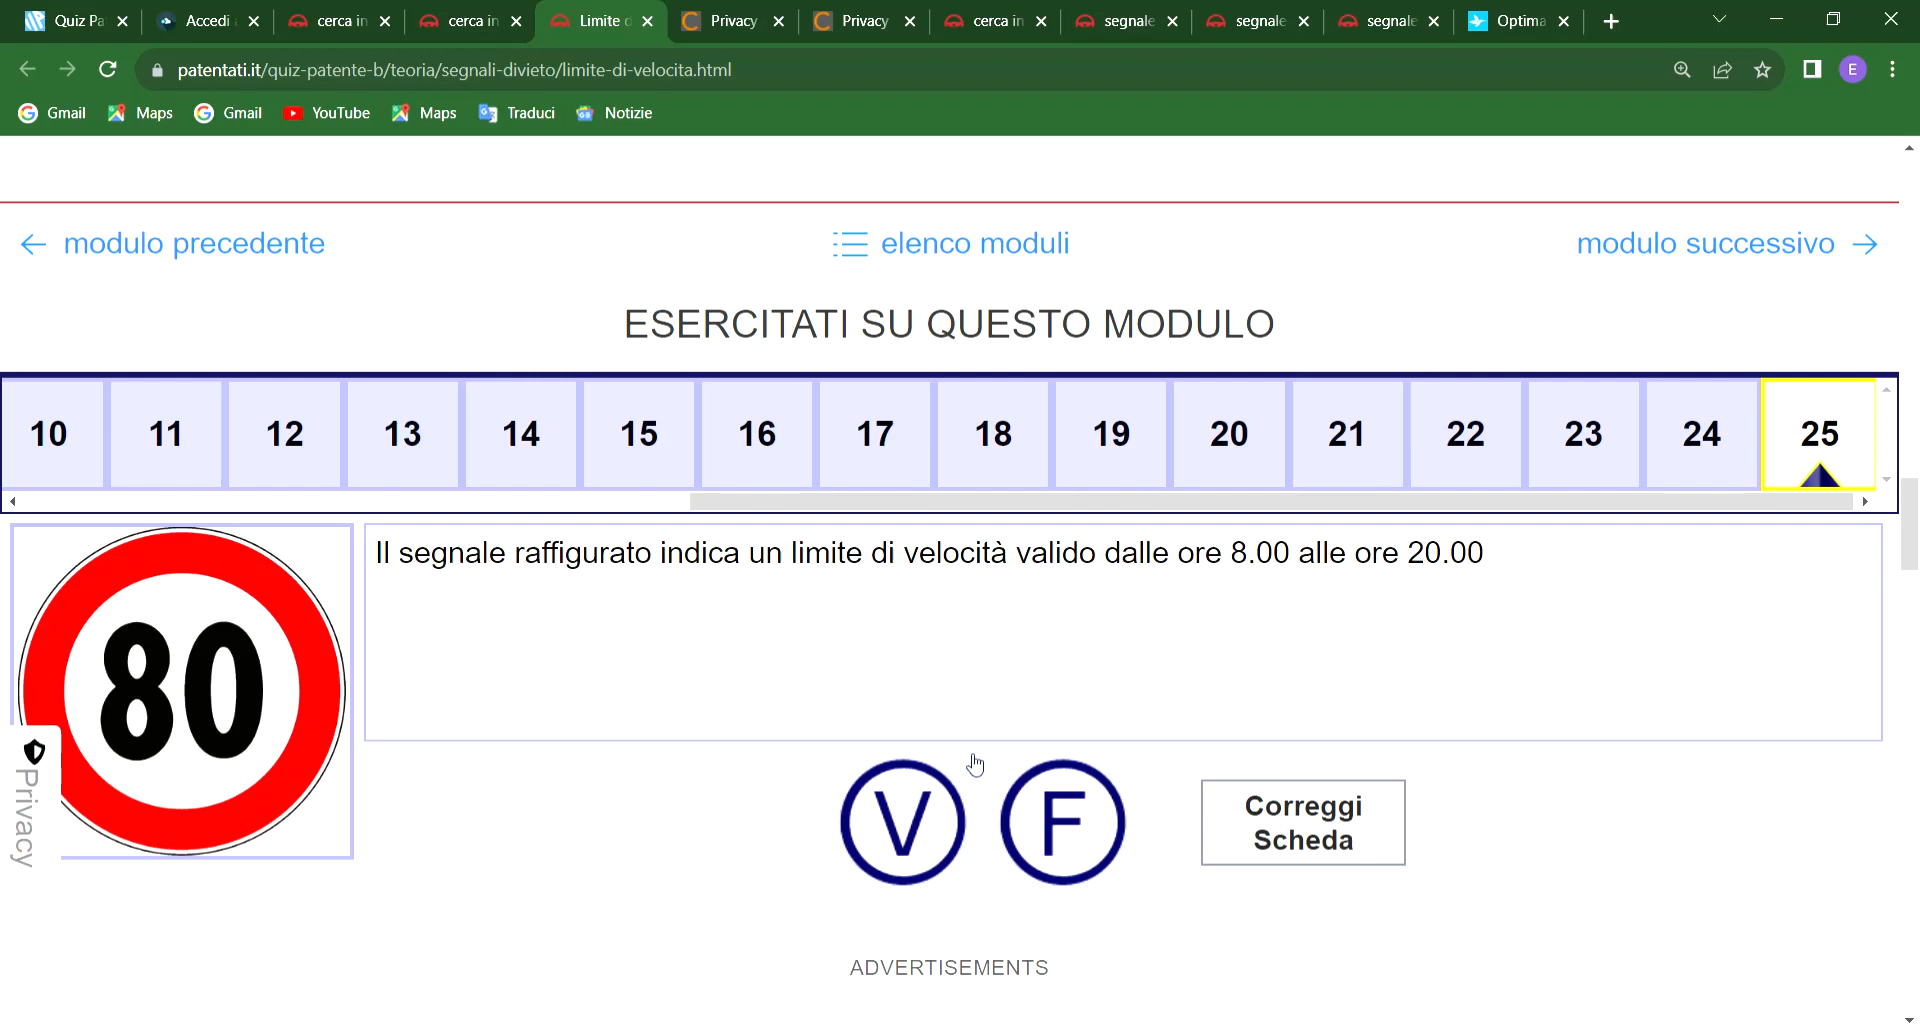 Quiz Pa
Accedi
cerca in
cerca in
Limite d
Privacy
Privacy
cerca in
segnale
segnale
segnale
Optima
patentati.it/quiz-patente-b/teoria/segnali-divieto/limite-di-velocita.html
E
Gmail
Maps
Gmail
YouTube
Maps
Traduci
Notizie
modulo precedente
elenco moduli
modulo successivo
ESERCITATI SU QUESTO MODULO
10 11 12 13 14 15 16 17 18 19 20 21 22 23 24 25
80
Il segnale raffigurato indica un limite di velocità valido dalle ore 8.00 alle ore 20.00
Privacy
V
F
Correggi
Scheda
ADVERTISEMENTS